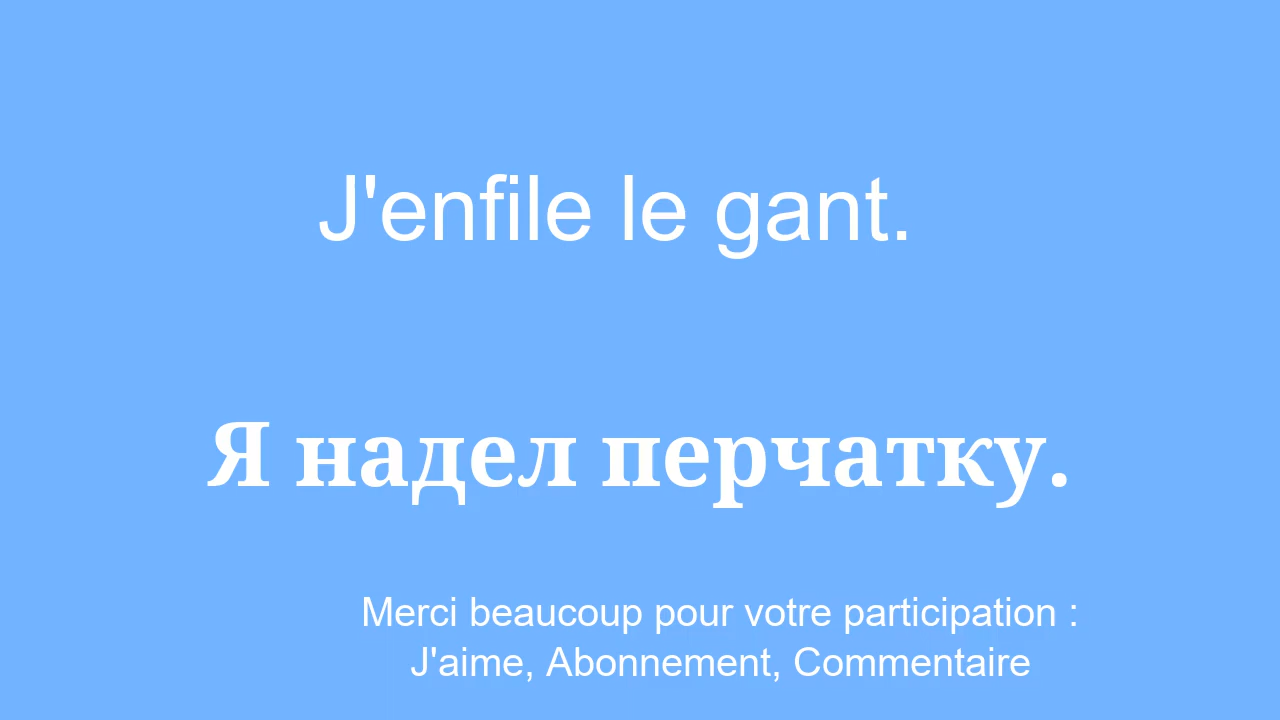 J'enfile le gant.
Я надел перчатку.
Merci beaucoup pour votre participation :
J'aime, Abonnement, Commentaire